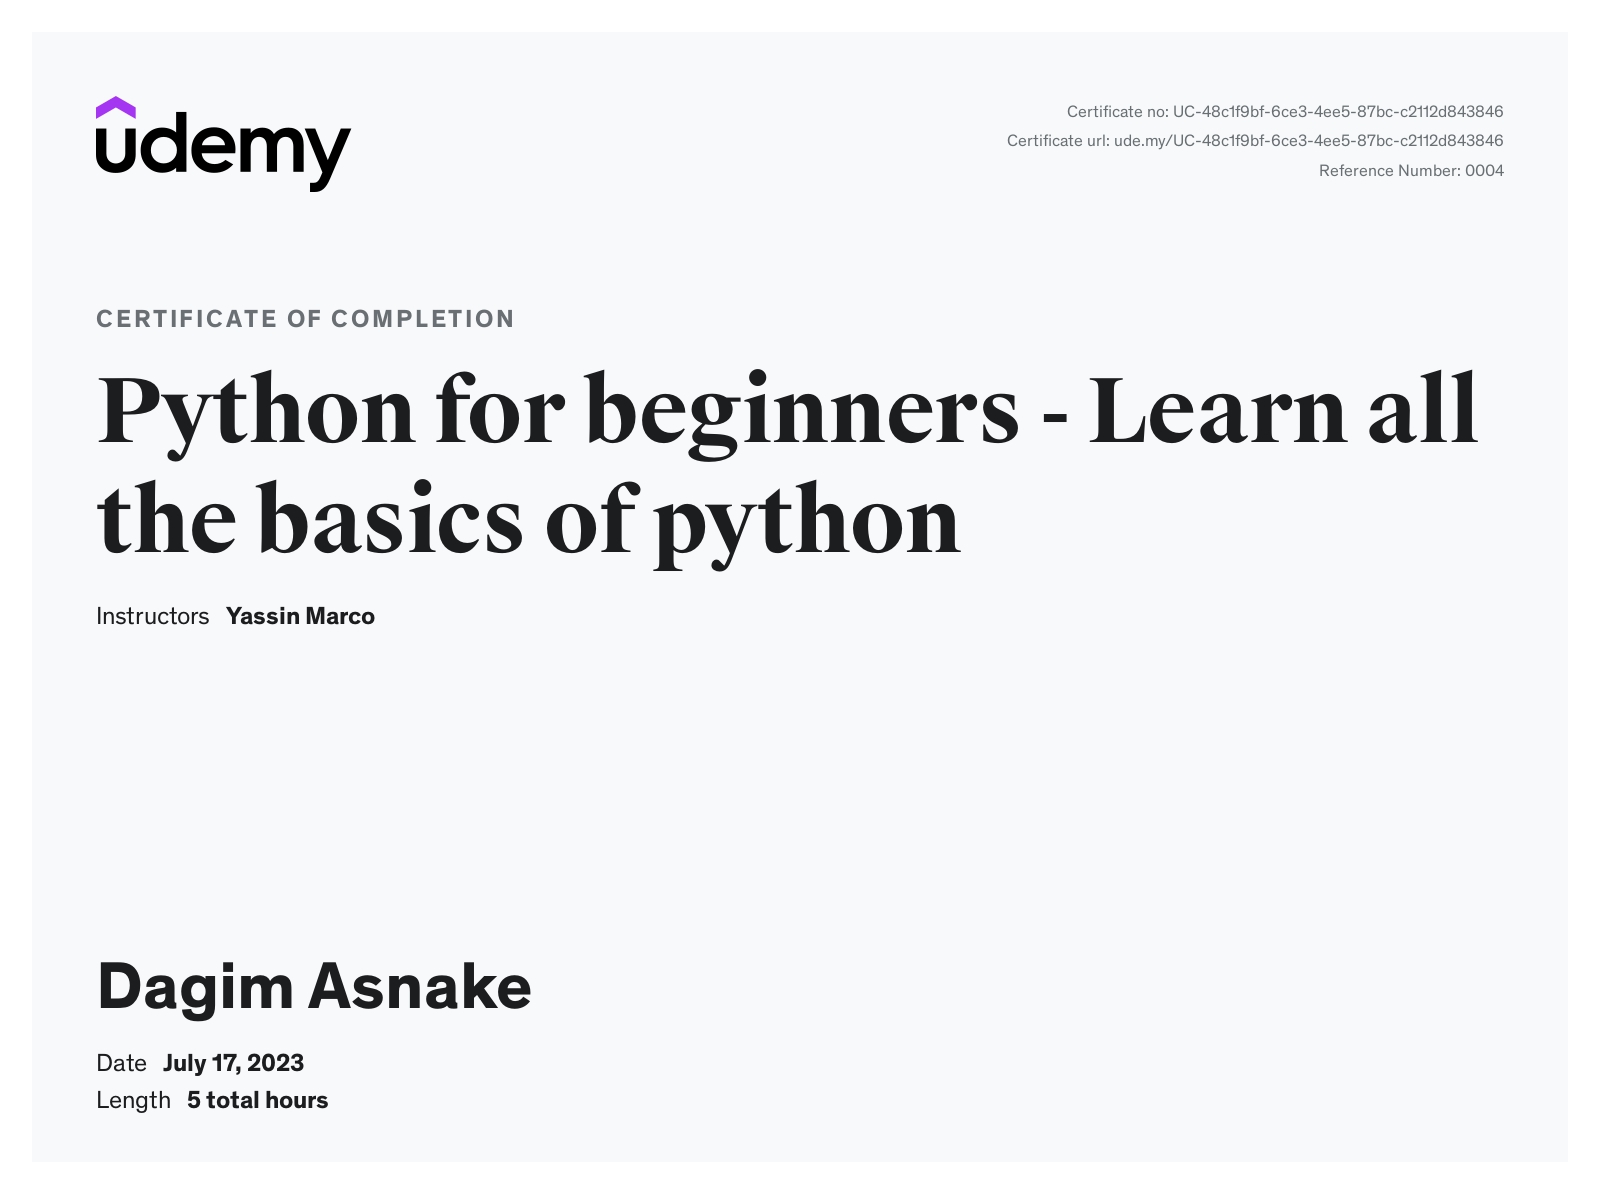 udemy
Certificate no: UC-48c1f9bf-6ce3-4ee5-87bc-c2112d843846
Certificate url: ude.my/UC-48c1f9bf-6ce3-4ee5-87bc-c2112d843846
Reference Number: 0004
CERTIFICATE OF COMPLETION
Python for beginners - Learn all
the basics of python
Instructors Yassin Marco
Dagim Asnake
Date July 17, 2023
Length 5 total hours